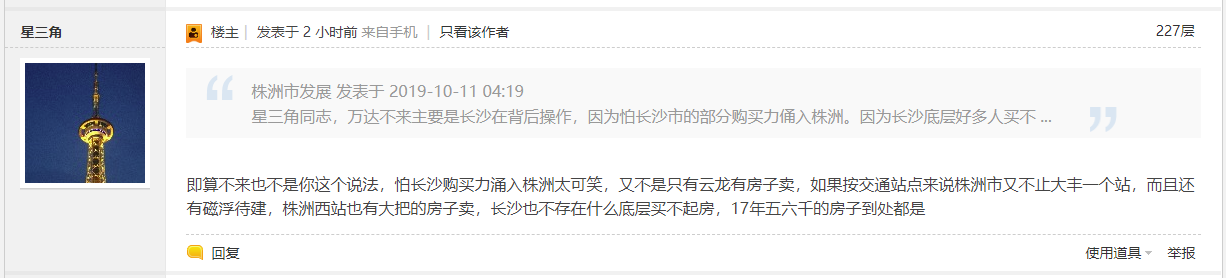 星三角
楼主 | 发表于 2 小时前 来自手机 | 只看该作者
227层
株洲市发展 发表于 2019-10-11 04:19
星三角同志，万达不来主要是长沙在背后操作，因为怕长沙市的部分购买力俑入株洲。因为长沙底层好多人买不 ...
即算不来也不是你这个说法，怕长沙购买力涌入株洲太可笑，又不是只有云龙有房子卖，如果按交通站点来说株洲市又不止大丰一个站，而且还
有磁浮待建，株洲西站也有大把的房子卖，长沙也不存在什么底层买不起房，17年五六千的房子到处都是
回复
使用道具 举报